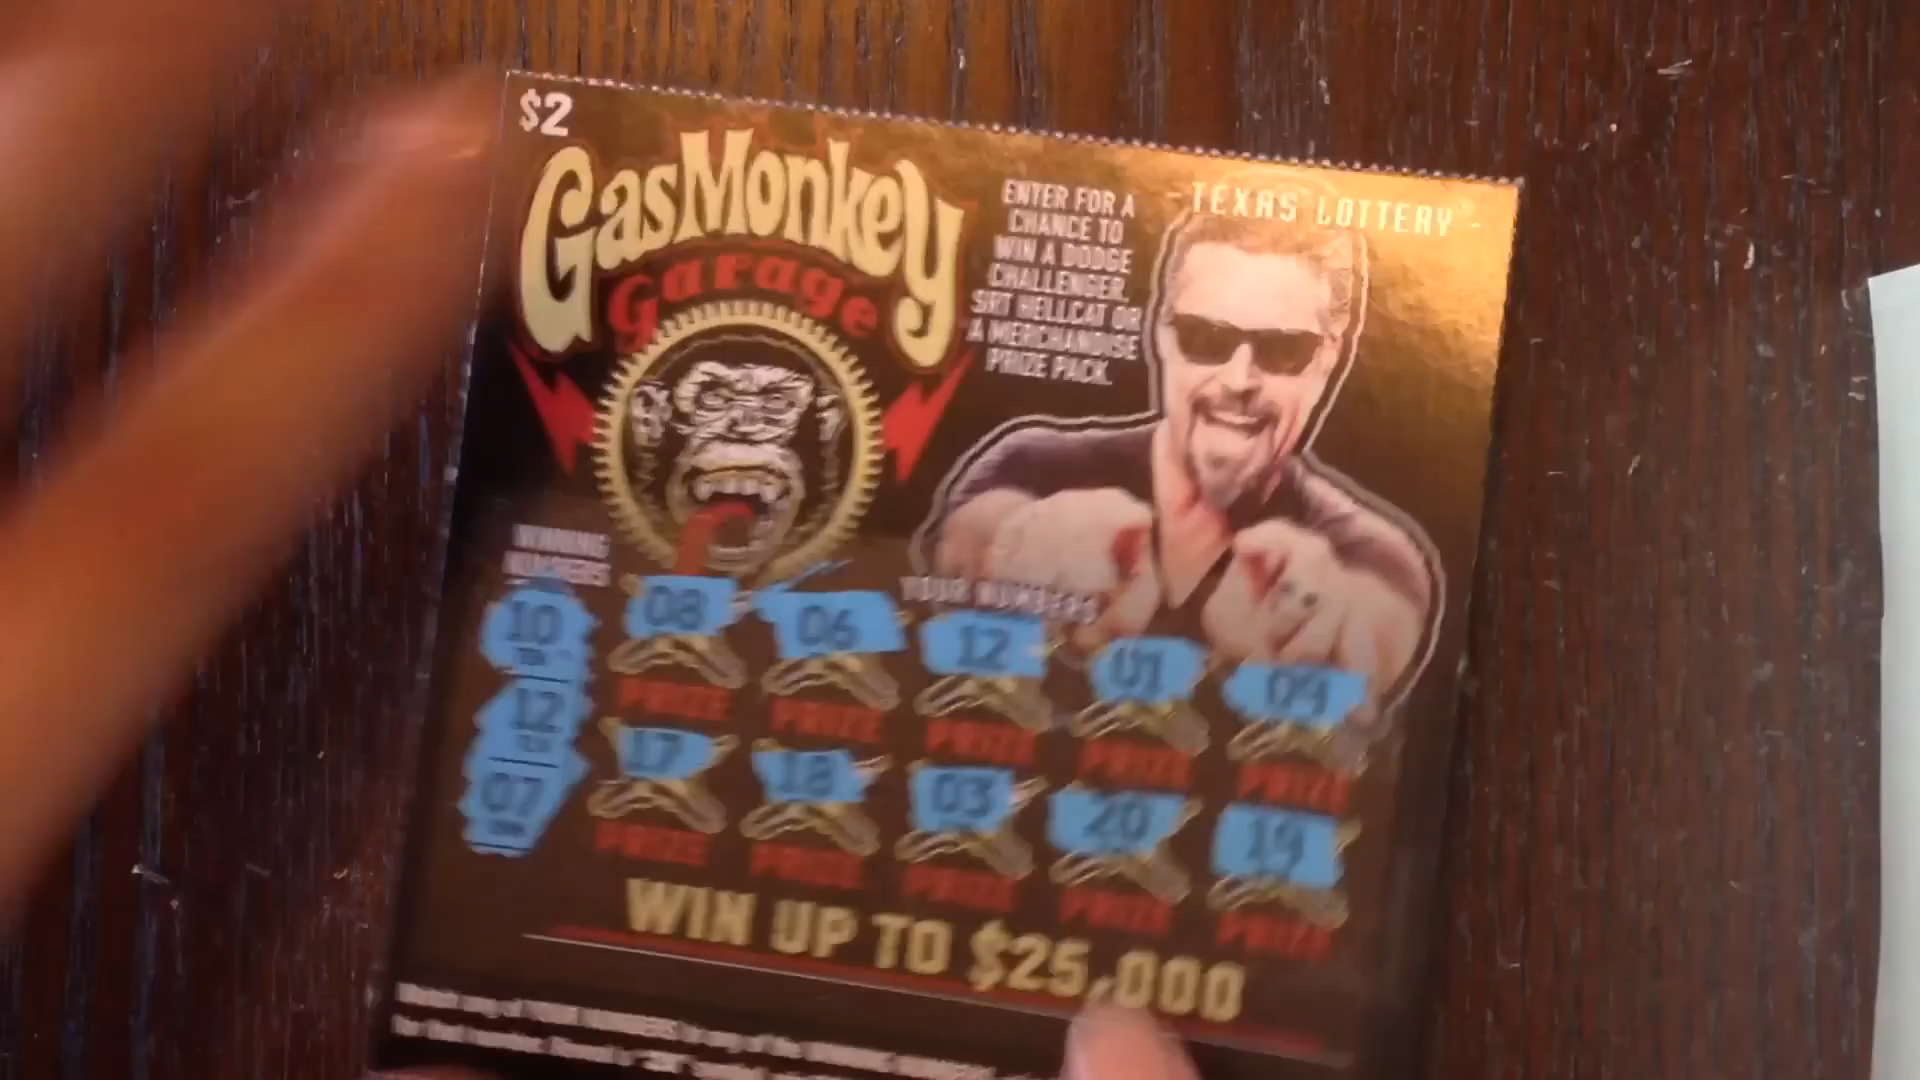 $2
GasMonkey
Garage
ENTER FOR A
CHANCE TO
WIN A DODGE
CHALLENGER
SRT HELLCAT OR
A MERCHANDISE
PRIZE PACK.
- TEXAS LOTTERY -
WINNING
NUMBERS
YOUR NUMBERS
10
12
07
08 06 12 01 09
PRIZE PRIZE PRIZE PRIZE PRIZE
17 18 03 20 19
PRIZE PRIZE PRIZE PRIZE PRIZE
WIN UP TO $25,000